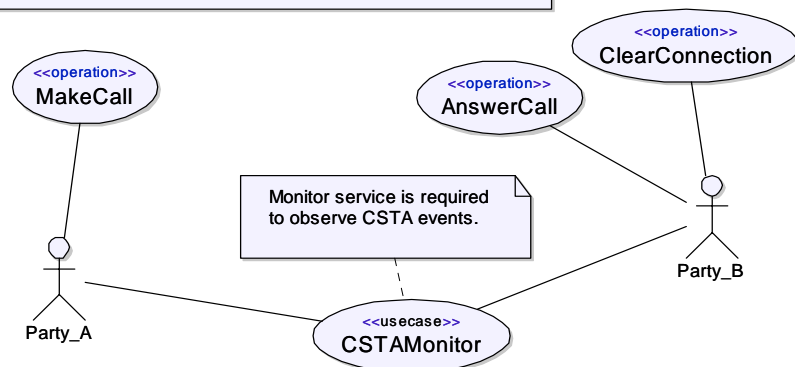 <<operation>>
ClearConnection
<<operation>>
MakeCall
<<operation>>
AnswerCall
Monitor service is required
to observe CSTA events.
Party_B
Party_A
<<usecase>>
CSTAMonitor